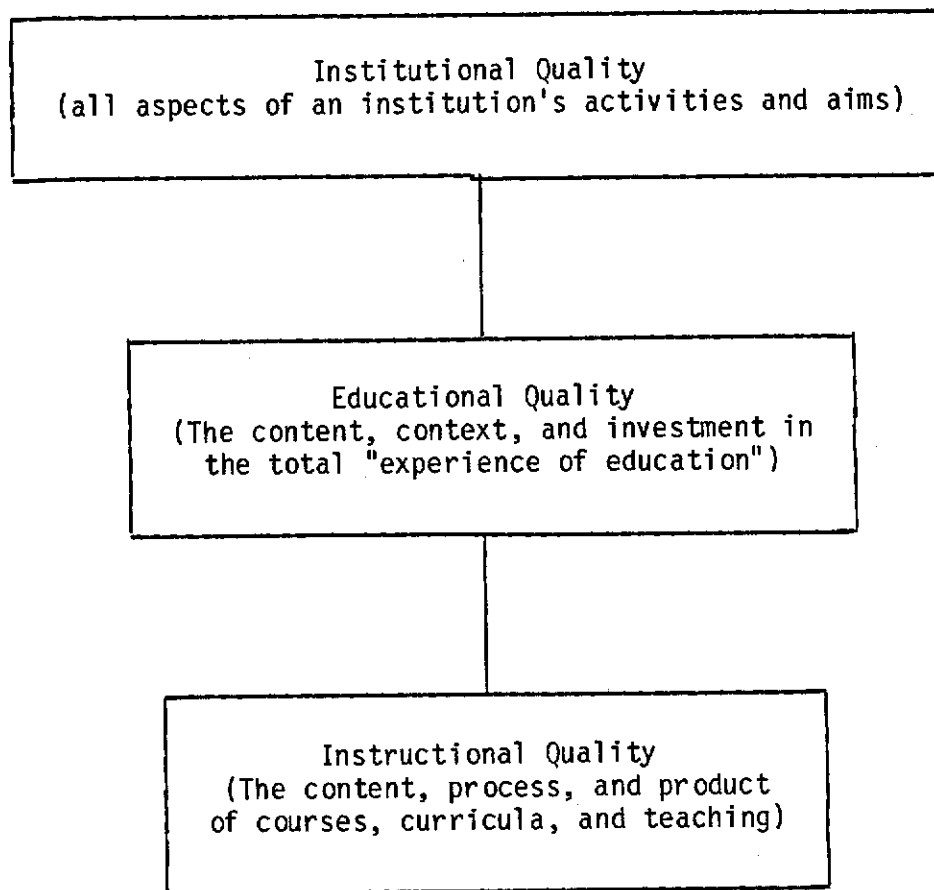 Institutional Quality
(all aspects of an institution's activities and aims)
Educational Quality
(The content, context, and investment in
the total "experience of education")
Instructional Quality
(The content, process, and product
of courses, curricula, and teaching)